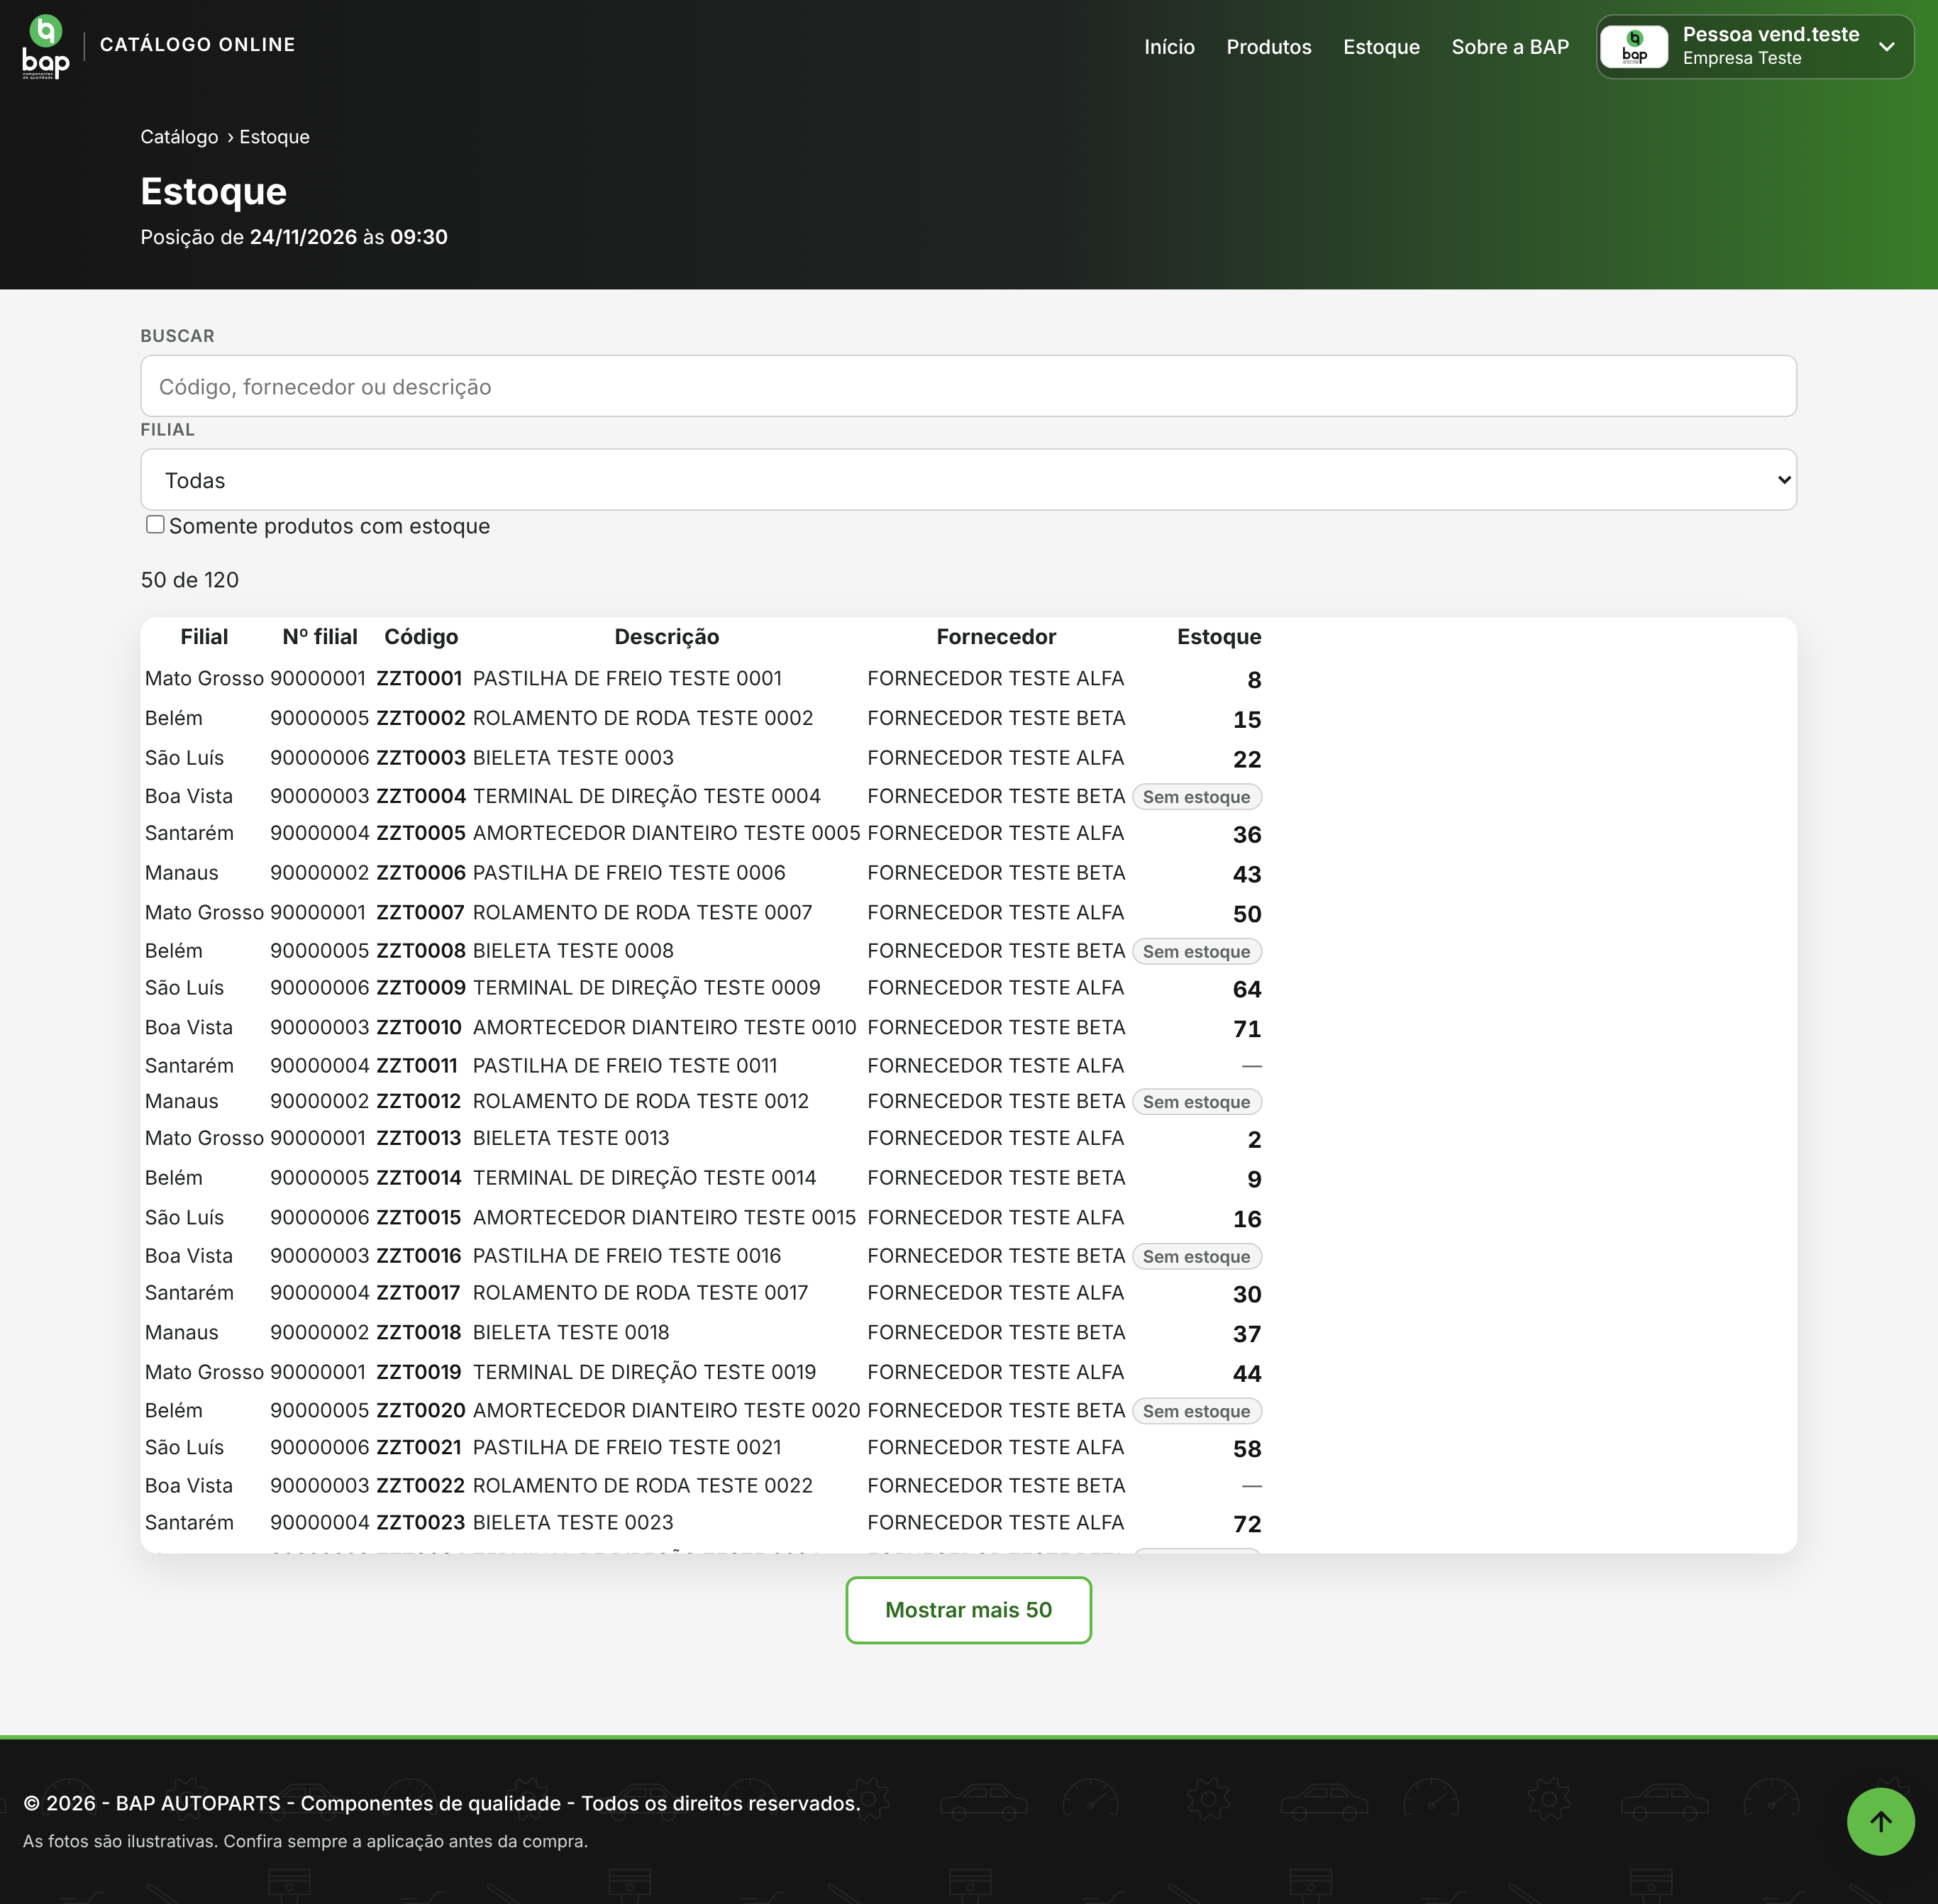 bap
CATÁLOGO ONLINE
Início Produtos Estoque Sobre a BAP
bap
Pessoa vend.teste
Empresa Teste
Catálogo › Estoque
Estoque
Posição de 24/11/2026 às 09:30
BUSCAR
Código, fornecedor ou descrição
FILIAL
Todas
Somente produtos com estoque
50 de 120
Filial Nº filial Código Descrição Fornecedor Estoque
Mato Grosso 90000001 ZZT0001 PASTILHA DE FREIO TESTE 0001 FORNECEDOR TESTE ALFA 8
Belém 90000005 ZZT0002 ROLAMENTO DE RODA TESTE 0002 FORNECEDOR TESTE BETA 15
São Luís 90000006 ZZT0003 BIELETA TESTE 0003 FORNECEDOR TESTE ALFA 22
Boa Vista 90000003 ZZT0004 TERMINAL DE DIREÇÃO TESTE 0004 FORNECEDOR TESTE BETA Sem estoque
Santarém 90000004 ZZT0005 AMORTECEDOR DIANTEIRO TESTE 0005 FORNECEDOR TESTE ALFA 36
Manaus 90000002 ZZT0006 PASTILHA DE FREIO TESTE 0006 FORNECEDOR TESTE BETA 43
Mato Grosso 90000001 ZZT0007 ROLAMENTO DE RODA TESTE 0007 FORNECEDOR TESTE ALFA 50
Belém 90000005 ZZT0008 BIELETA TESTE 0008 FORNECEDOR TESTE BETA Sem estoque
São Luís 90000006 ZZT0009 TERMINAL DE DIREÇÃO TESTE 0009 FORNECEDOR TESTE ALFA 64
Boa Vista 90000003 ZZT0010 AMORTECEDOR DIANTEIRO TESTE 0010 FORNECEDOR TESTE BETA 71
Santarém 90000004 ZZT0011 PASTILHA DE FREIO TESTE 0011 FORNECEDOR TESTE ALFA —
Manaus 90000002 ZZT0012 ROLAMENTO DE RODA TESTE 0012 FORNECEDOR TESTE BETA Sem estoque
Mato Grosso 90000001 ZZT0013 BIELETA TESTE 0013 FORNECEDOR TESTE ALFA 2
Belém 90000005 ZZT0014 TERMINAL DE DIREÇÃO TESTE 0014 FORNECEDOR TESTE BETA 9
São Luís 90000006 ZZT0015 AMORTECEDOR DIANTEIRO TESTE 0015 FORNECEDOR TESTE ALFA 16
Boa Vista 90000003 ZZT0016 PASTILHA DE FREIO TESTE 0016 FORNECEDOR TESTE BETA Sem estoque
Santarém 90000004 ZZT0017 ROLAMENTO DE RODA TESTE 0017 FORNECEDOR TESTE ALFA 30
Manaus 90000002 ZZT0018 BIELETA TESTE 0018 FORNECEDOR TESTE BETA 37
Mato Grosso 90000001 ZZT0019 TERMINAL DE DIREÇÃO TESTE 0019 FORNECEDOR TESTE ALFA 44
Belém 90000005 ZZT0020 AMORTECEDOR DIANTEIRO TESTE 0020 FORNECEDOR TESTE BETA Sem estoque
São Luís 90000006 ZZT0021 PASTILHA DE FREIO TESTE 0021 FORNECEDOR TESTE ALFA 58
Boa Vista 90000003 ZZT0022 ROLAMENTO DE RODA TESTE 0022 FORNECEDOR TESTE BETA —
Santarém 90000004 ZZT0023 BIELETA TESTE 0023 FORNECEDOR TESTE ALFA 72
Mostrar mais 50
© 2026 - BAP AUTOPARTS - Componentes de qualidade - Todos os direitos reservados.
As fotos são ilustrativas. Confira sempre a aplicação antes da compra.